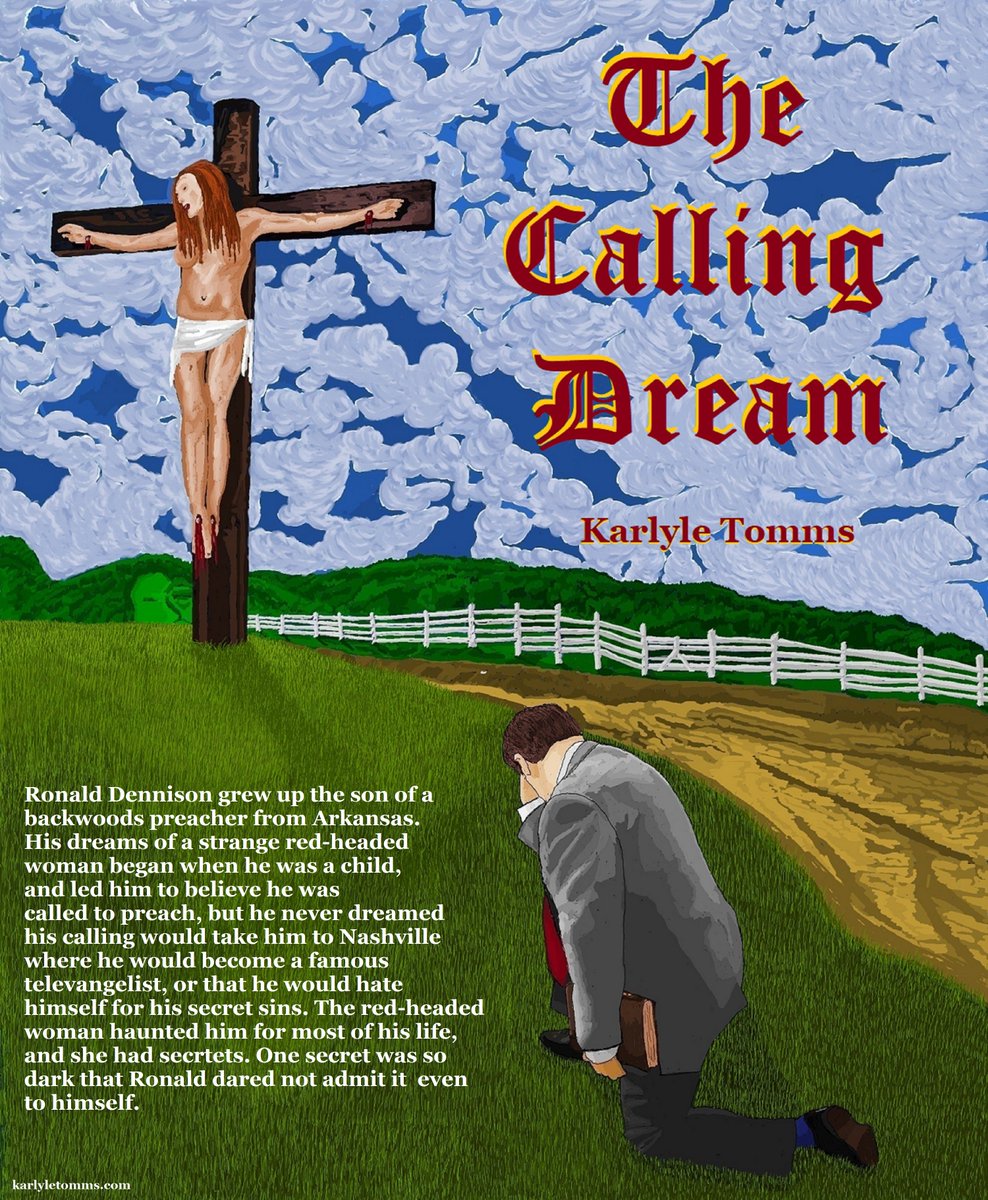 The
Calling
Dream
Karlyle Tomms
Ronald Dennison grew up the son of a
backwoods preacher from Arkansas.
His dreams of a strange red-headed
woman began when he was a child,
and led him to believe he was
called to preach, but he never dreamed
his calling would take him to Nashville
where he would become a famous
televangelist, or that he would hate
himself for his secret sins. The red-headed
woman haunted him for most of his life,
and she had secrtets. One secret was so
dark that Ronald dared not admit it  even
to himself.
karlyletomms.com